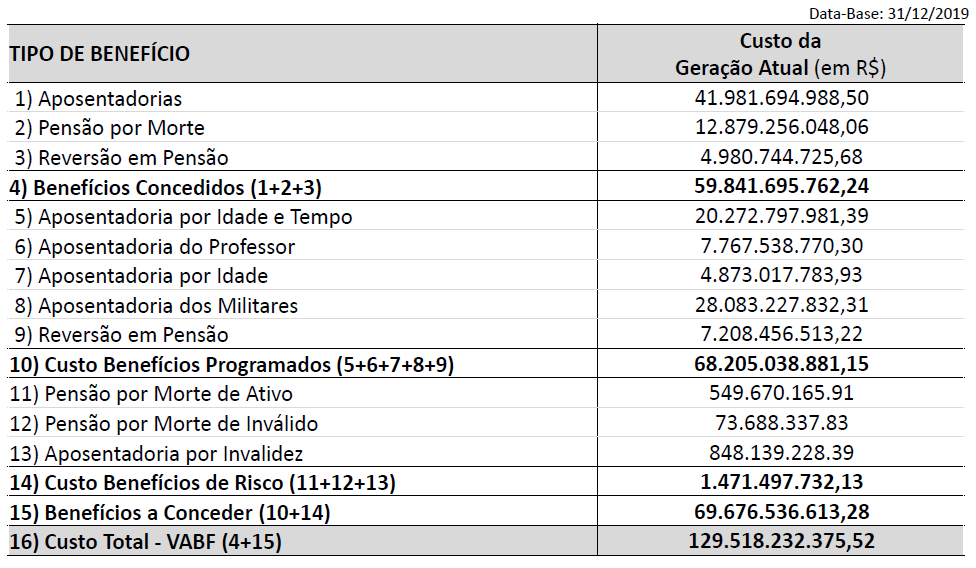 Data-Base: 31/12/2019
TIPO DE BENEFÍCIO
Custo da
Geração Atual (em R$)
1) Aposentadorias 41.981.694.988,50
2) Pensão por Morte 12.879.256.048,06
3) Reversão em Pensão 4.980.744.725,68
4) Benefícios Concedidos (1+2+3) 59.841.695.762,24
5) Aposentadoria por Idade e Tempo 20.272.797.981,39
6) Aposentadoria do Professor 7.767.538.770,30
7) Aposentadoria por Idade 4.873.017.783,93
8) Aposentadoria dos Militares 28.083.227.832,31
9) Reversão em Pensão 7.208.456.513,22
10) Custo Benefícios Programados (5+6+7+8+9) 68.205.038.881,15
11) Pensão por Morte de Ativo 549.670.165.91
12) Pensão por Morte de Inválido 73.688.337.83
13) Aposentadoria por Invalidez 848.139.228.39
14) Custo Benefícios de Risco (11+12+13) 1.471.497.732,13
15) Benefícios a Conceder (10+14) 69.676.536.613,28
16) Custo Total - VABF (4+15) 129.518.232.375,52